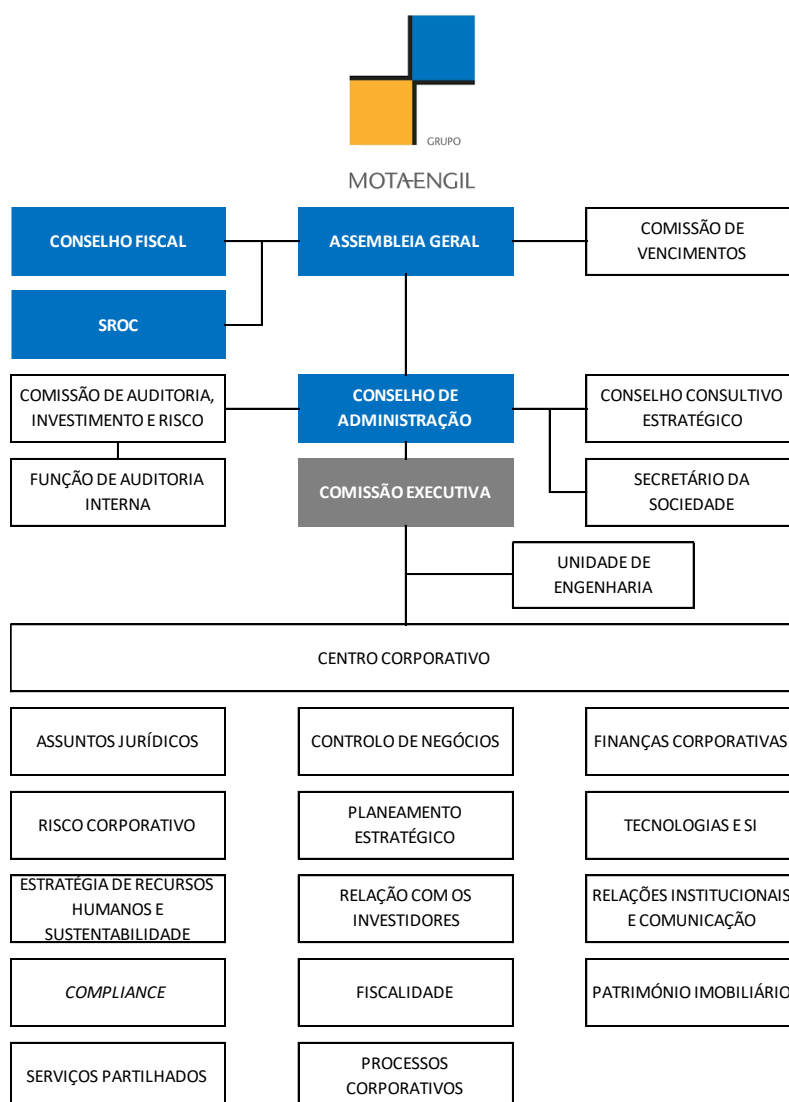 GRUPO
MOTA-ENGIL
CONSELHO FISCAL
ASSEMBLEIA GERAL
COMISSÃO DE
VENCIMENTOS
SROC
COMISSÃO DE AUDITORIA,
INVESTIMENTO E RISCO
CONSELHO DE
ADMINISTRAÇÃO
CONSELHO CONSULTIVO
ESTRATÉGICO
FUNÇÃO DE AUDITORIA
INTERNA
COMISSÃO EXECUTIVA
SECRETÁRIO DA
SOCIEDADE
UNIDADE DE
ENGENHARIA
CENTRO CORPORATIVO
ASSUNTOS JURÍDICOS
CONTROLO DE NEGÓCIOS
FINANÇAS CORPORATIVAS
RISCO CORPORATIVO
PLANEAMENTO
ESTRATÉGICO
TECNOLOGIAS E SI
ESTRATÉGIA DE RECURSOS
HUMANOS E
SUSTENTABILIDADE
RELAÇÃO COM OS
INVESTIDORES
RELAÇÕES INSTITUCIONAIS
E COMUNICAÇÃO
COMPLIANCE
FISCALIDADE
PATRIMÓNIO IMOBILIÁRIO
SERVIÇOS PARTILHADOS
PROCESSOS
CORPORATIVOS